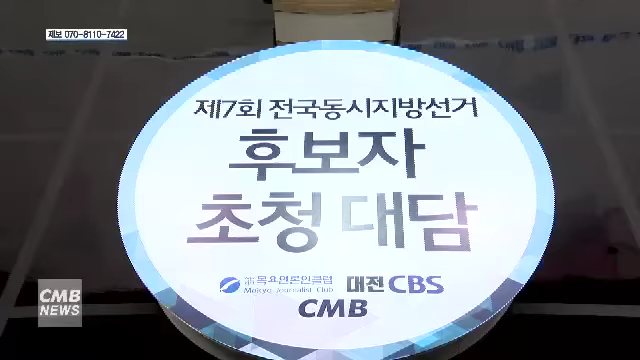 제보 070-8110-7422
제7회 전국동시지방선거
후보자
초청 대담
목요언론인클럽 대전 CBS
Mokyo Journalist Club
CMB
CMB
NEWS